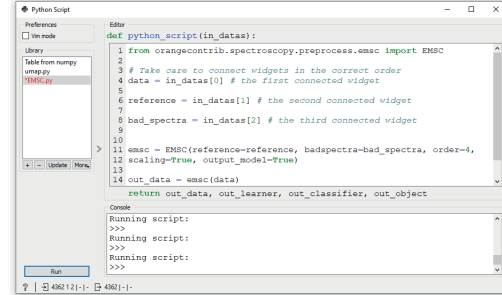 Python Script
Preferences
Vim mode
Library
Table from numpy
umap.py
*EMSC.py
+ - Update More
Run
? | 4362 1 2 | - | - 4362 | - | -
Editor
def python_script(in_datas):
1 from orangecontrib.spectroscopy.preprocess.emsc import EMSC
2
3 # Take care to connect widgets in the correct order
4 data = in_datas[0] # the first connected widget
5
6 reference = in_datas[1] # the second connected widget
7
8 bad_spectra = in_datas[2] # the third connected widget
9
10
11 emsc = EMSC(reference=reference, badspectra=bad_spectra, order=4,
12 scaling=True, output_model=True)
13
14 out_data = emsc(data)
return out_data, out_learner, out_classifier, out_object
Console
Running script:
>>>
Running script:
>>>
Running script:
>>>